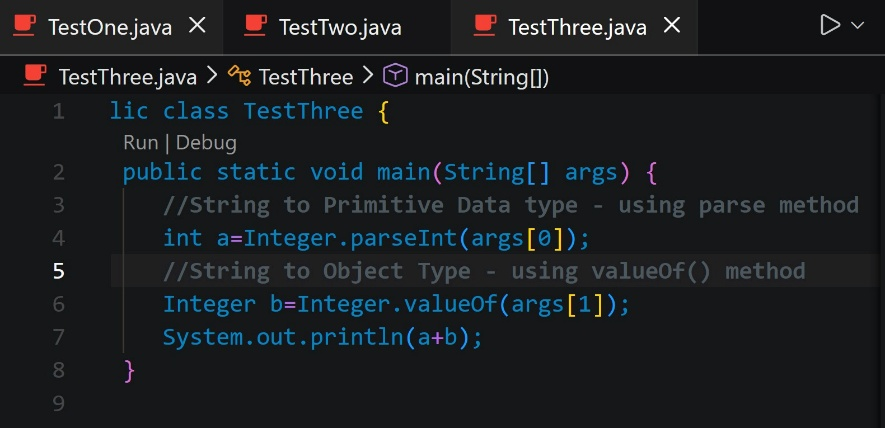 TestOne.java ×
TestTwo.java
TestThree.java ×
TestThree.java > TestThree > main(String[])
1 lic class TestThree {
Run | Debug
2 public static void main(String[] args) {
3 //String to Primitive Data type - using parse method
4 int a=Integer.parseInt(args[0]);
5 //String to Object Type - using valueOf() method
6 Integer b=Integer.valueOf(args[1]);
7 System.out.println(a+b);
8 }
9